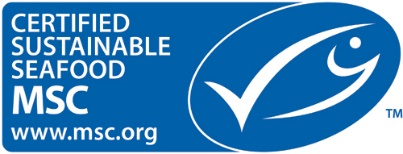 CERTIFIED
SUSTAINABLE
SEAFOOD
MSC
www.msc.org
TM